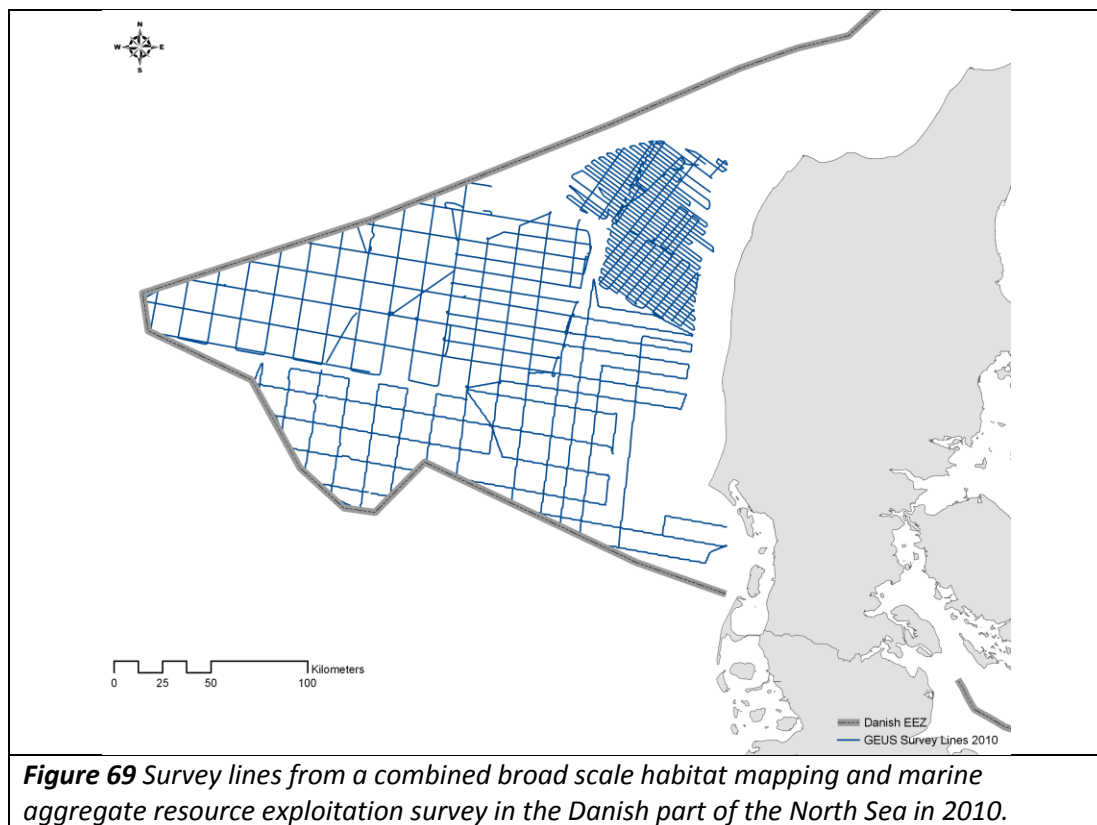 N
W E
S
Kilometers
0 25 50 100
Danish EEZ
GEUS Survey Lines 2010
Figure 69 Survey lines from a combined broad scale habitat mapping and marine
aggregate resource exploitation survey in the Danish part of the North Sea in 2010.